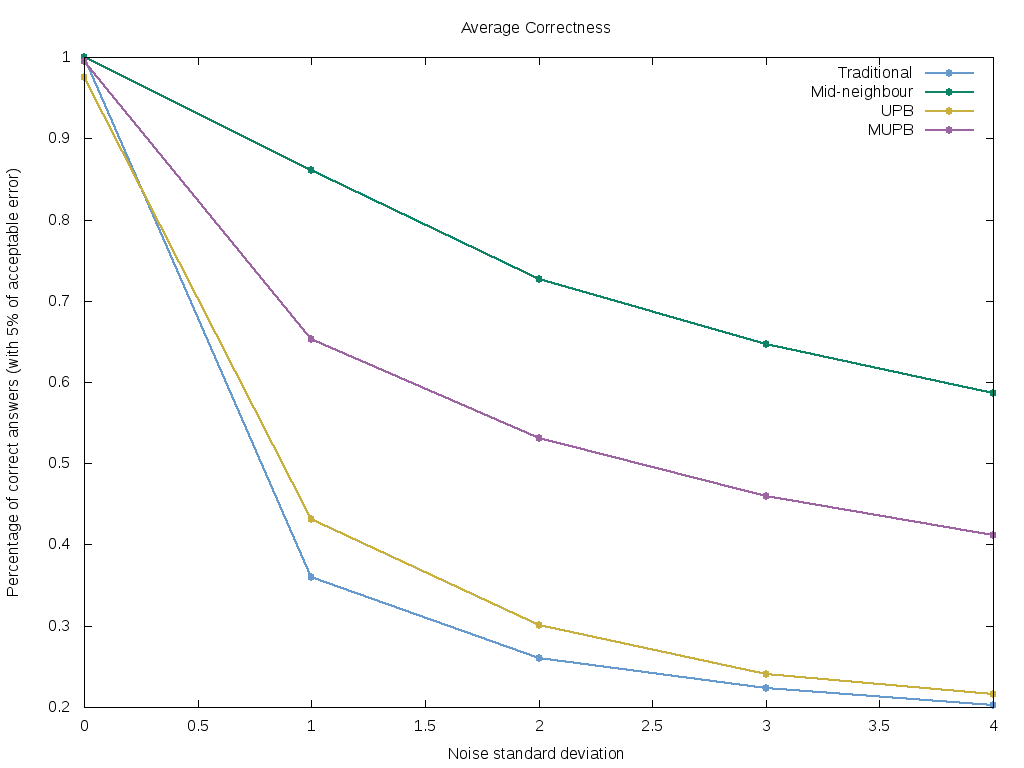 Average Correctness
Percentage of correct answers (with 5% of acceptable error)
1
0.9
0.8
0.7
0.6
0.5
0.4
0.3
0.2
Traditional
Mid-neighbour
UPB
MUPB
0 0.5 1 1.5 2 2.5 3 3.5 4
Noise standard deviation